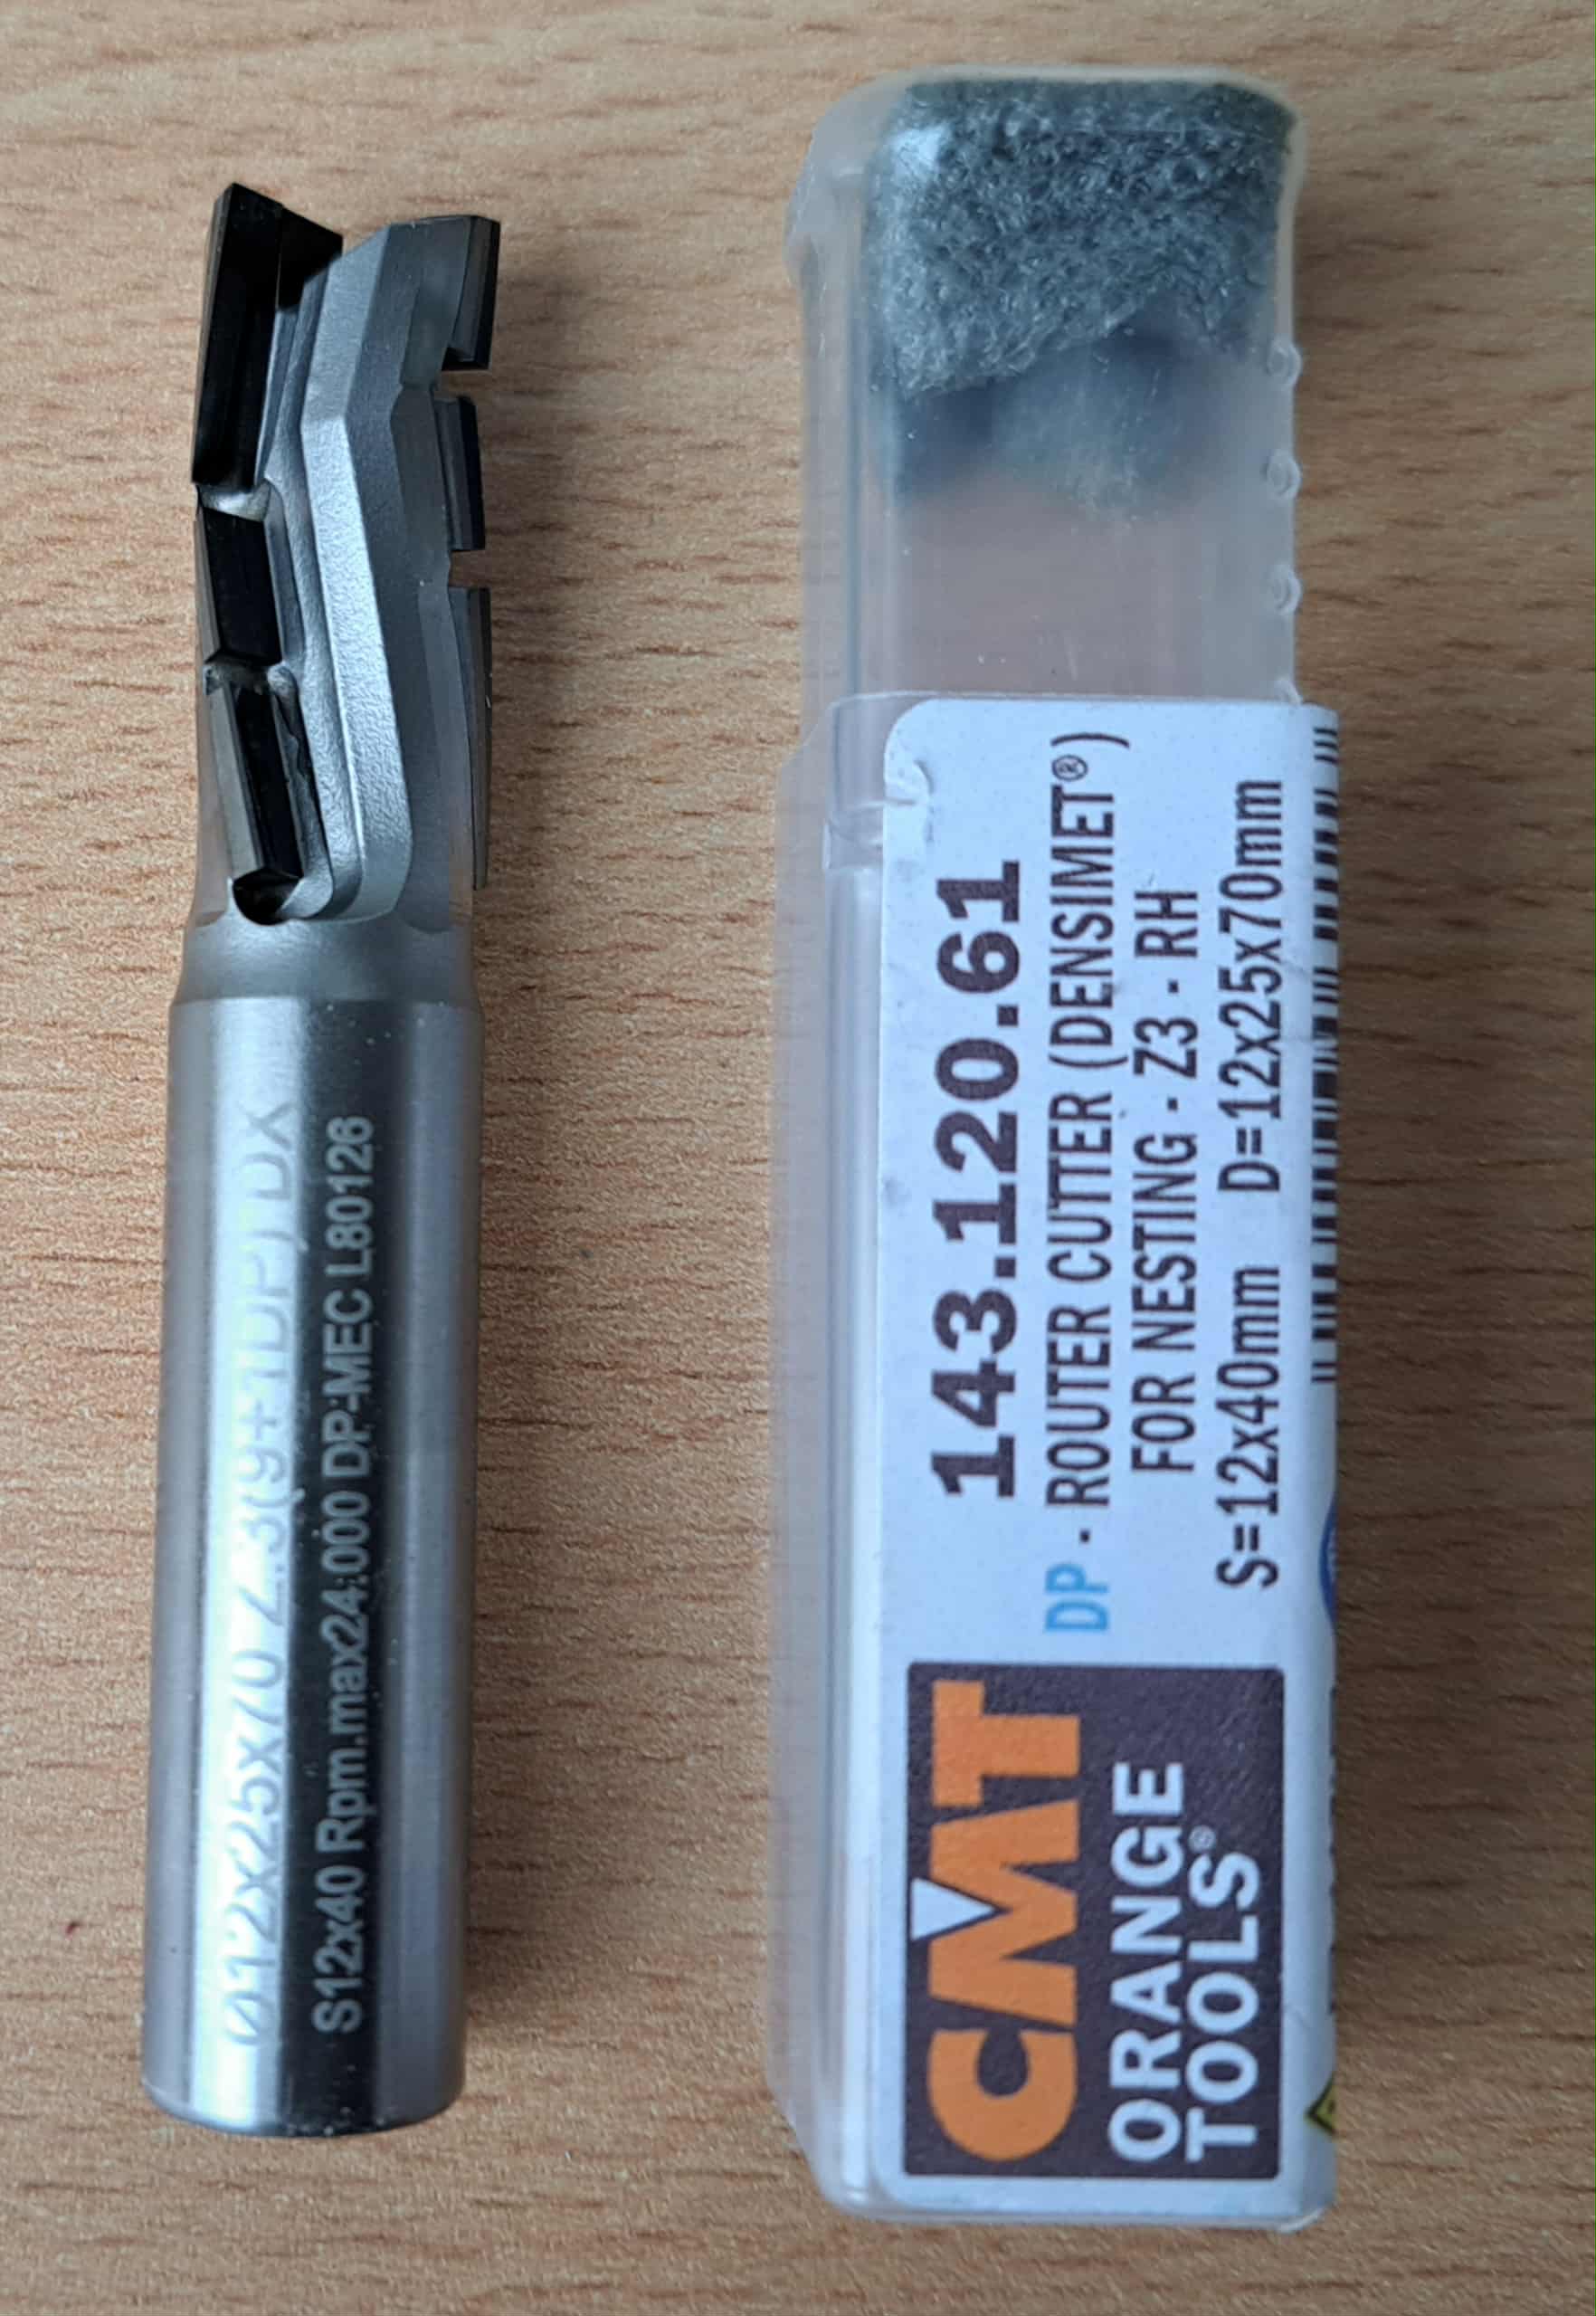 Ø12x25x70 Z.3(9+1DP) DX
S12x40 Rpm.max24.000 DP-MEC L80126
143.120.61
DP - ROUTER CUTTER (DENSIMET®)
FOR NESTING - Z3 - RH
S=12x40mm D=12x25x70mm
CMT
ORANGE
TOOLS®